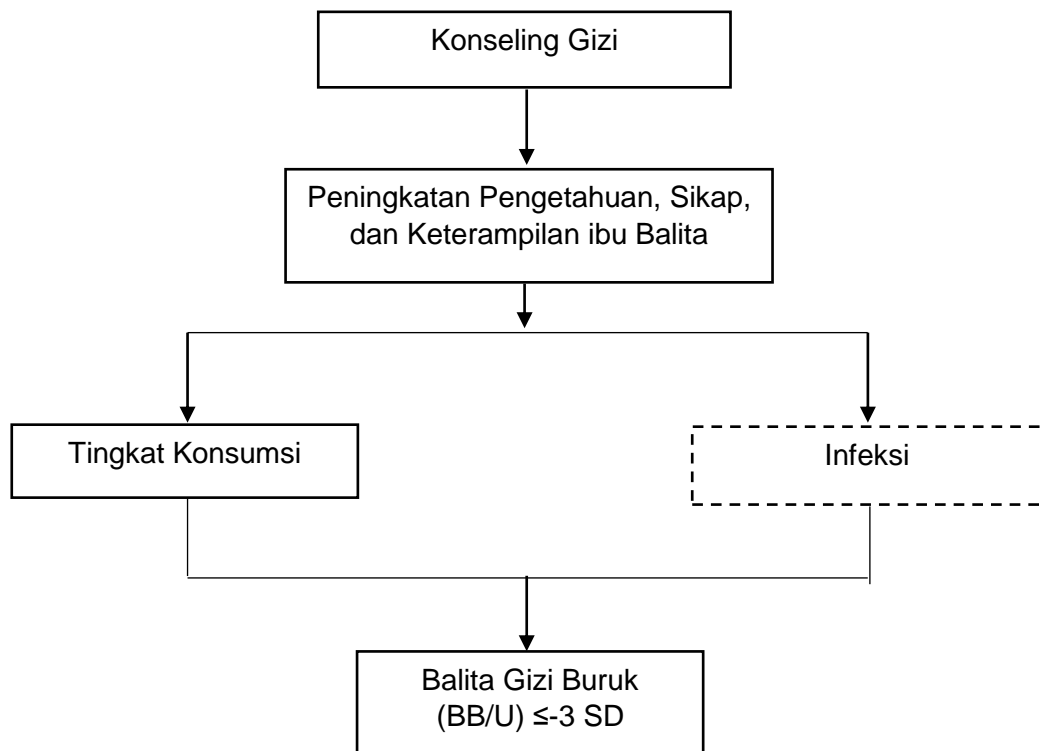 Konseling Gizi
Peningkatan Pengetahuan, Sikap,
dan Keterampilan ibu Balita
Tingkat Konsumsi
Infeksi
Balita Gizi Buruk
(BB/U) ≤-3 SD